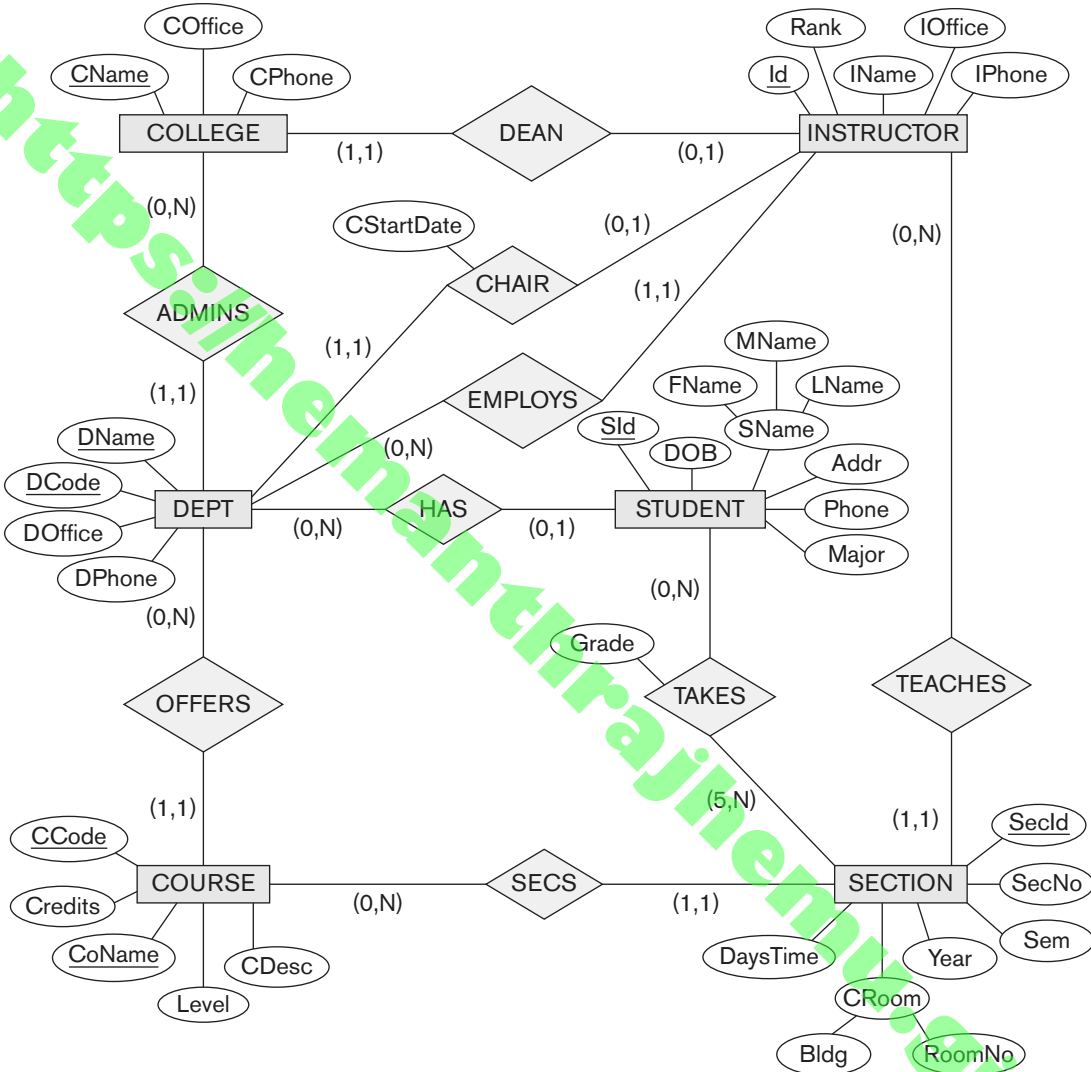 COffice
Rank
IOffice
CName
CPhone
Id
IName
IPhone
COLLEGE
DEAN
INSTRUCTOR
(1,1)
(0,1)
(0,N)
CStartDate
(0,1)
(0,N)
CHAIR
ADMINS
(1,1)
(1,1)
MName
(1,1)
FName
LName
EMPLOYS
SId
SName
DName
(0,N)
DOB
Addr
DCode
DEPT
HAS
STUDENT
Phone
DOffice
(0,N)
(0,1)
Major
DPhone
(0,N)
(0,N)
Grade
TEACHES
OFFERS
TAKES
(5,N)
(1,1)
(1,1)
SecId
CCode
COURSE
SECS
SECTION
SecNo
Credits
(0,N)
(1,1)
CoName
CDesc
DaysTime
Year
Sem
Level
CRoom
Bldg
RoomNo
https://hemanthrajhemu.gi